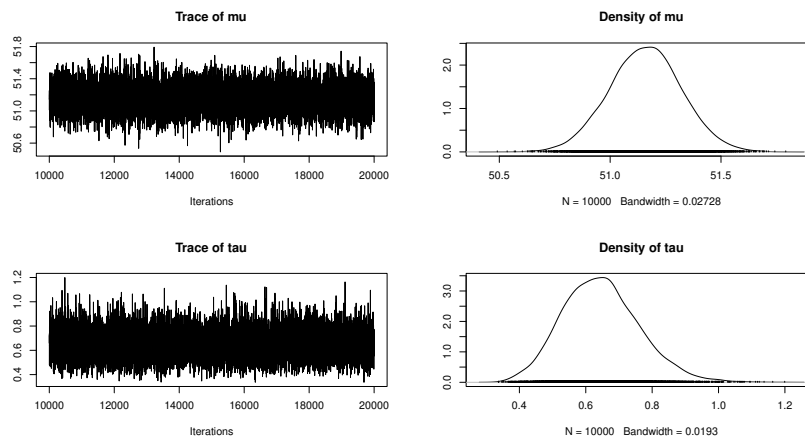 Trace of mu
51.8
51.4
51.0
50.6
10000 12000 14000 16000 18000 20000
Iterations
Density of mu
2.0
1.0
0.0
50.5 51.0 51.5
N = 10000 Bandwidth = 0.02728
Trace of tau
1.2
1.0
0.8
0.6
0.4
10000 12000 14000 16000 18000 20000
Iterations
Density of tau
3.0
2.0
1.0
0.0
0.4 0.6 0.8 1.0 1.2
N = 10000 Bandwidth = 0.0193